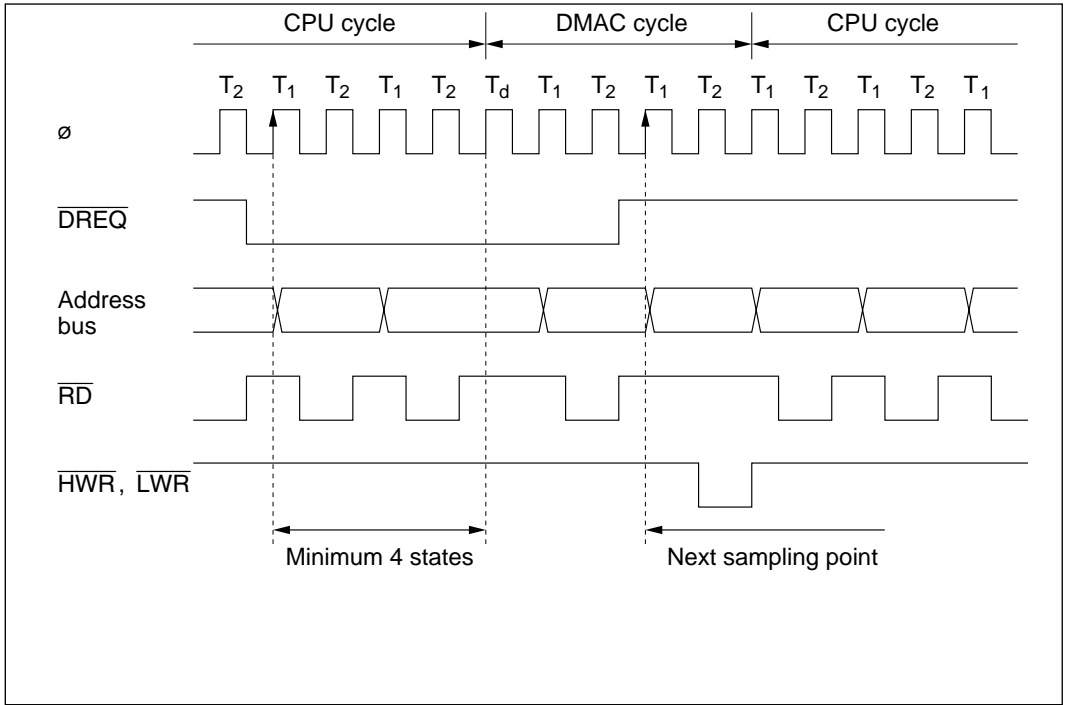 CPU cycle DMAC cycle CPU cycle
T2 T1 T2 T1 T2 Td T1 T2 T1 T2 T1 T2 T1 T2 T1
ø
DREQ
Address
bus
RD
HWR, LWR
Minimum 4 states Next sampling point